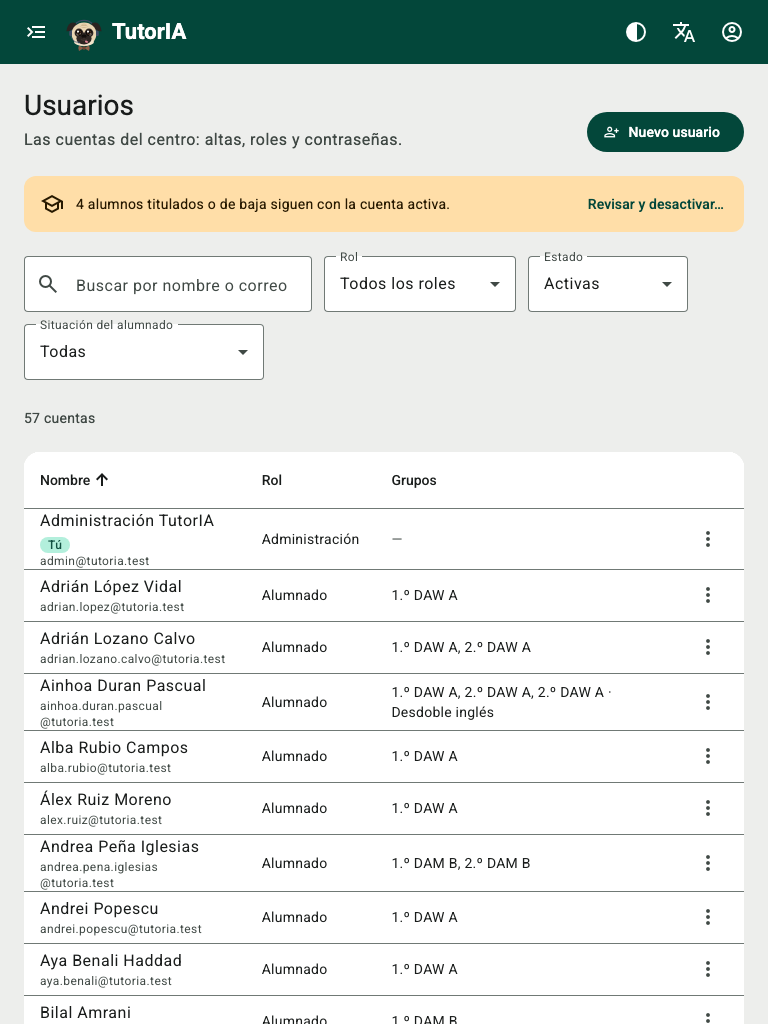 TutorIA
Usuarios
Las cuentas del centro: altas, roles y contraseñas.
Nuevo usuario
4 alumnos titulados o de baja siguen con la cuenta activa.
Revisar y desactivar...
Buscar por nombre o correo
Rol
Todos los roles
Estado
Activas
Situación del alumnado
Todas
57 cuentas
Nombre Rol Grupos
Administración TutorIA
Tú
admin@tutoria.test
Administración
—
Adrián López Vidal
adrian.lopez@tutoria.test
Alumnado
1.º DAW A
Adrián Lozano Calvo
adrian.lozano.calvo@tutoria.test
Alumnado
1.º DAW A, 2.º DAW A
Ainhoa Duran Pascual
ainhoa.duran.pascual
@tutoria.test
Alumnado
1.º DAW A, 2.º DAW A, 2.º DAW A ·
Desdoble inglés
Alba Rubio Campos
alba.rubio@tutoria.test
Alumnado
1.º DAW A
Álex Ruiz Moreno
alex.ruiz@tutoria.test
Alumnado
1.º DAW A
Andrea Peña Iglesias
andrea.pena.iglesias
@tutoria.test
Alumnado
1.º DAM B, 2.º DAM B
Andrei Popescu
andrei.popescu@tutoria.test
Alumnado
1.º DAW A
Aya Benali Haddad
aya.benali@tutoria.test
Alumnado
1.º DAW A
Bilal Amrani
Alumnado
1.º DAM B